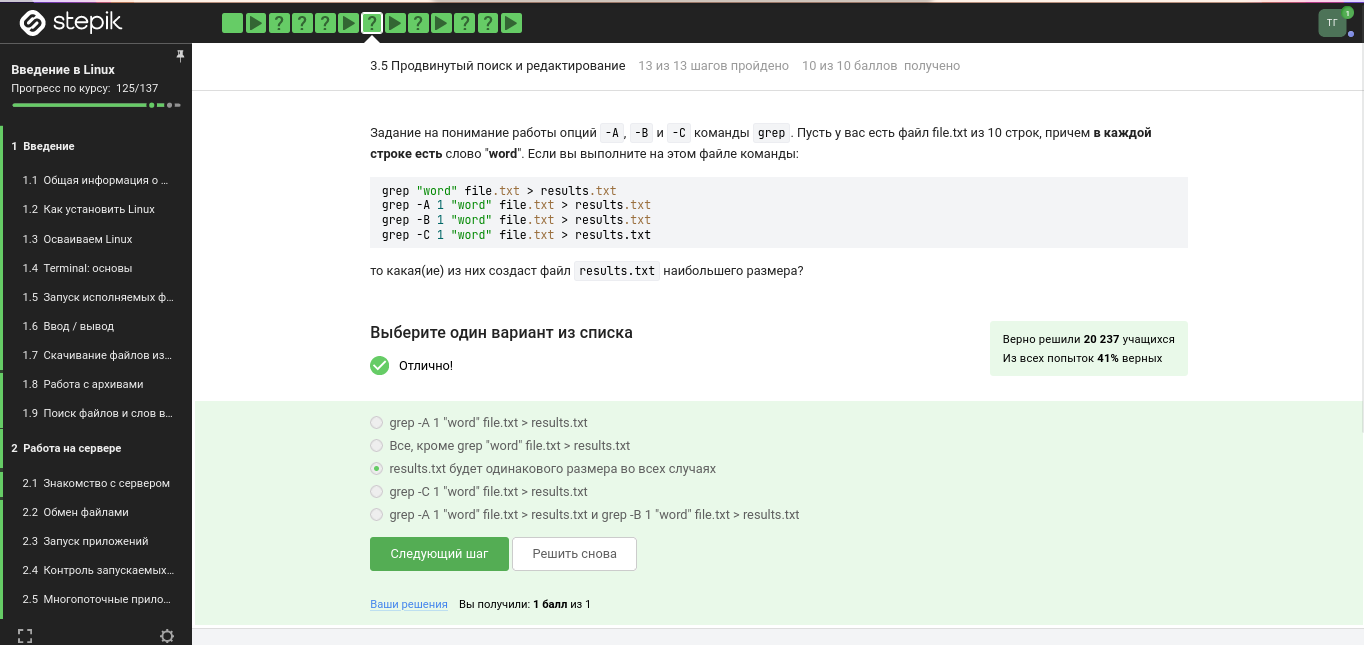 stepik
ТГ
1
Введение в Linux
Прогресс по курсу: 125/137
1 Введение
1.1 Общая информация о ...
1.2 Как установить Linux
1.3 Осваиваем Linux
1.4 Terminal: основы
1.5 Запуск исполняемых ф...
1.6 Ввод / вывод
1.7 Скачивание файлов из...
1.8 Работа с архивами
1.9 Поиск файлов и слов в...
2 Работа на сервере
2.1 Знакомство с сервером
2.2 Обмен файлами
2.3 Запуск приложений
2.4 Контроль запускаемых...
2.5 Многопоточные прило...
3.5 Продвинутый поиск и редактирование 13 из 13 шагов пройдено 10 из 10 баллов получено
Задание на понимание работы опций -A, -B и -C команды grep. Пусть у вас есть файл file.txt из 10 строк, причем в каждой
строке есть слово "word". Если вы выполните на этом файле команды:
grep "word" file.txt > results.txt
grep -A 1 "word" file.txt > results.txt
grep -B 1 "word" file.txt > results.txt
grep -C 1 "word" file.txt > results.txt
то какая(ие) из них создаст файл results.txt наибольшего размера?
Выберите один вариант из списка
Отлично!
Верно решили 20 237 учащихся
Из всех попыток 41% верных
grep -A 1 "word" file.txt > results.txt
Все, кроме grep "word" file.txt > results.txt
results.txt будет одинакового размера во всех случаях
grep -C 1 "word" file.txt > results.txt
grep -A 1 "word" file.txt > results.txt и grep -B 1 "word" file.txt > results.txt
Следующий шаг
Решить снова
Ваши решения Вы получили: 1 балл из 1